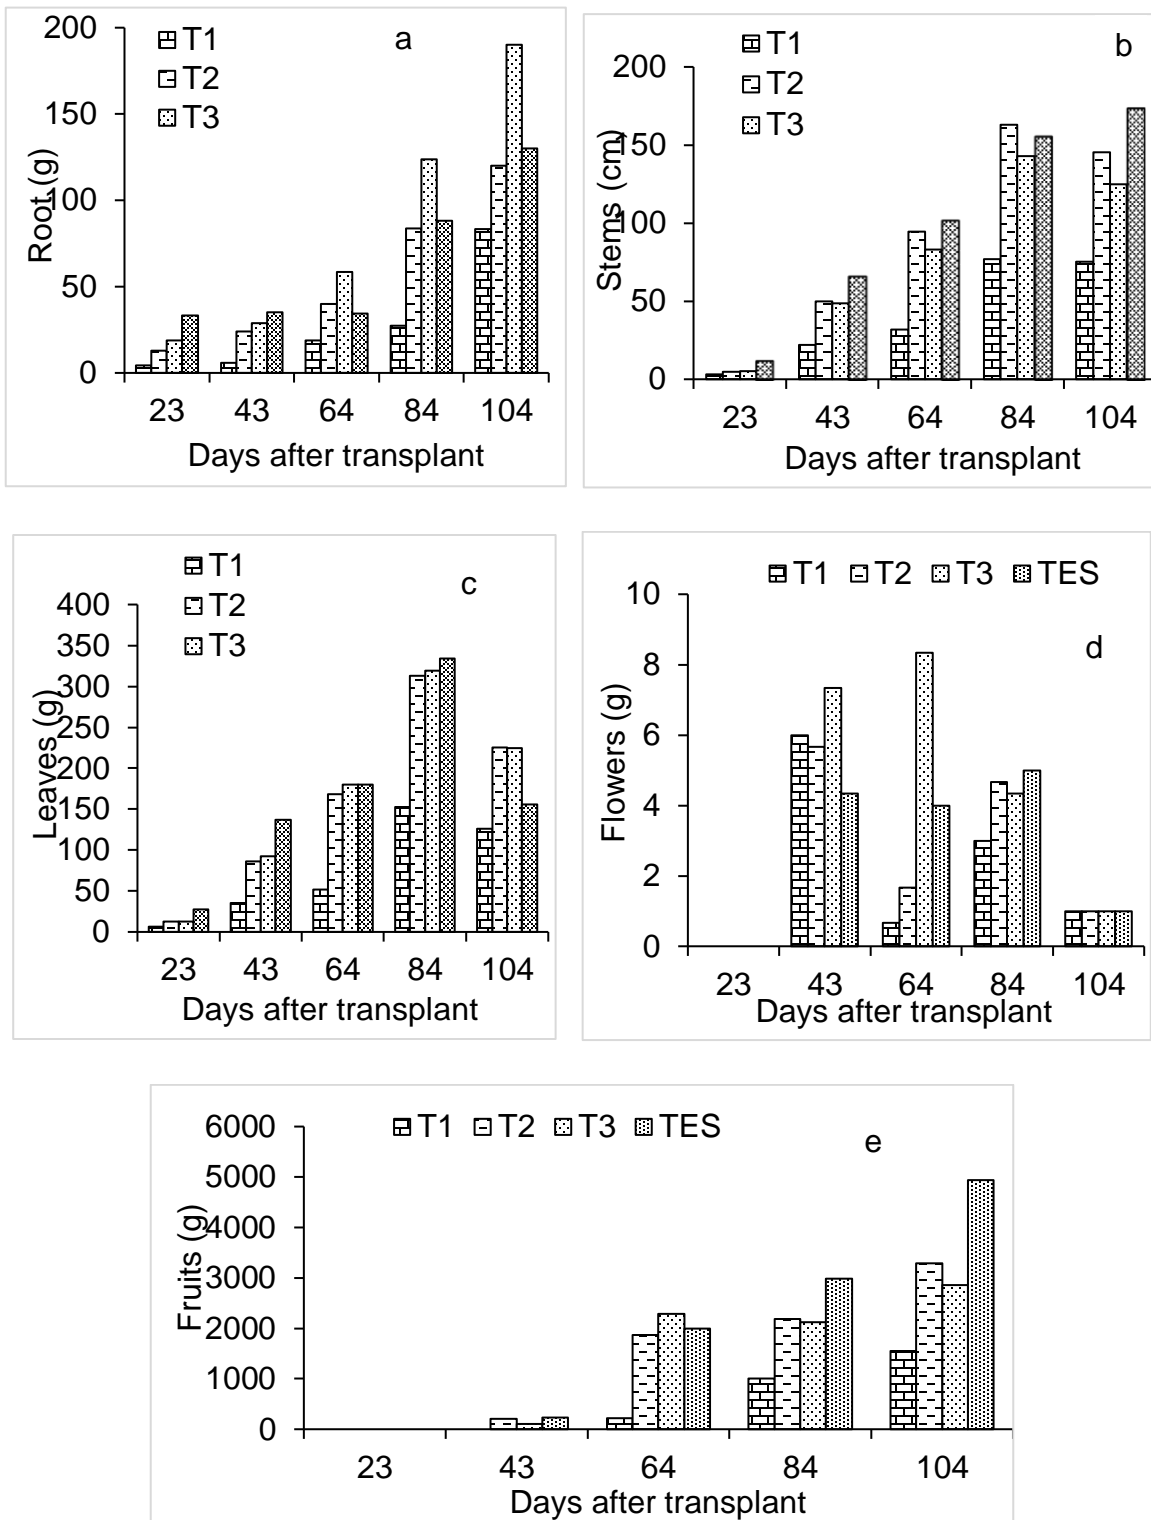 a
T1
T2
T3
200
150
100
50
0
Root (g)
23 43 64 84 104
Days after transplant
b
T1
T2
T3
200
150
100
50
0
Stems (cm)
23 43 64 84 104
Days after transplant
c
T1
T2
T3
400
350
300
250
200
150
100
50
0
Leaves (g)
23 43 64 84 104
Days after transplant
T1 T2 T3 TES
d
10
8
6
4
2
0
Flowers (g)
23 43 64 84 104
Days after transplant
T1 T2 T3 TES
e
6000
5000
4000
3000
2000
1000
0
Fruits (g)
23 43 64 84 104
Days after transplant